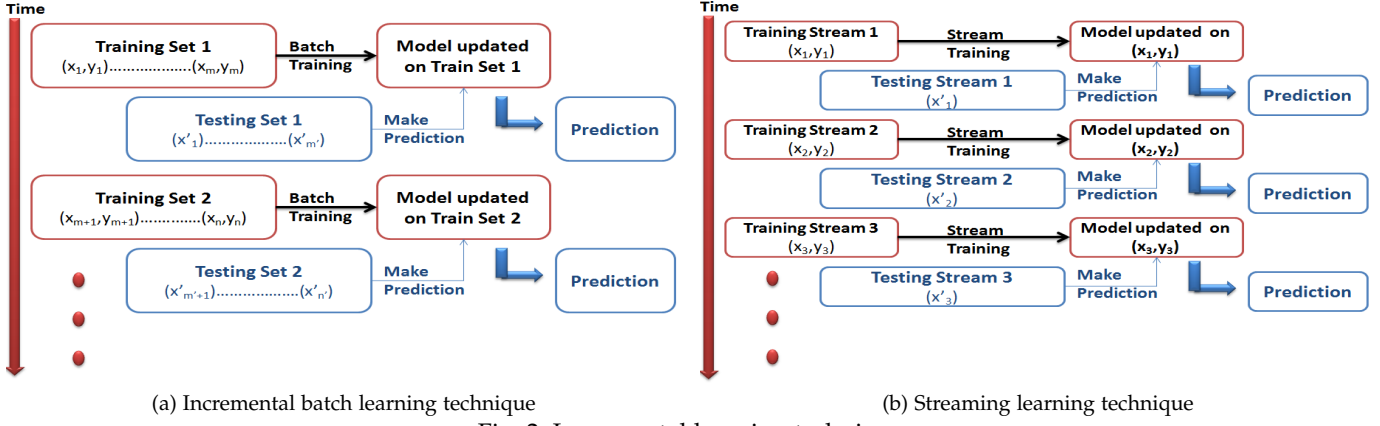 Time
Training Set 1
(x1,y1)......................(xm,ym)
Batch
Training
Model updated
on Train Set 1
Testing Set 1
(x'1)......................(x'm')
Make
Prediction
Prediction
Training Set 2
(xm+1,ym+1)..............(xn,yn)
Batch
Training
Model updated
on Train Set 2
Testing Set 2
(x'm'+1)......................(x'n')
Make
Prediction
Prediction
(a) Incremental batch learning technique
Time
Training Stream 1
(x1,y1)
Stream
Training
Model updated on
(x1,y1)
Testing Stream 1
(x'1)
Make
Prediction
Prediction
Training Stream 2
(x2,y2)
Stream
Training
Model updated on
(x2,y2)
Testing Stream 2
(x'2)
Make
Prediction
Prediction
Training Stream 3
(x3,y3)
Stream
Training
Model updated on
(x3,y3)
Testing Stream 3
(x'3)
Make
Prediction
Prediction
(b) Streaming learning technique